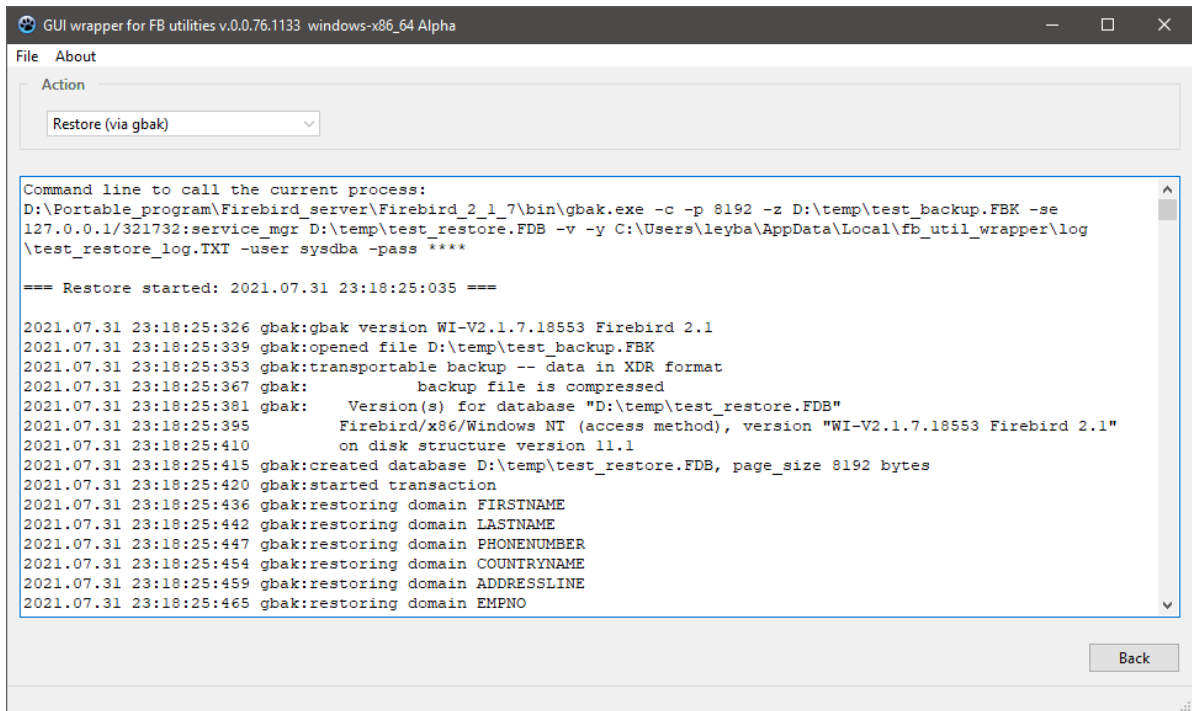 GUI wrapper for FB utilities v.0.0.76.1133 windows-x86_64 Alpha
File About
Action
Restore (via gbak)
Command line to call the current process:
D:\Portable_program\Firebird_server\Firebird_2_1_7\bin\gbak.exe -c -p 8192 -z D:\temp\test_backup.FBK -se
127.0.0.1/321732:service_mgr D:\temp\test_restore.FDB -v -y C:\Users\leyba\AppData\Local\fb_util_wrapper\log
\test_restore_log.TXT -user sysdba -pass ****
=== Restore started: 2021.07.31 23:18:25:035 ===
2021.07.31 23:18:25:326 gbak:gbak version WI-V2.1.7.18553 Firebird 2.1
2021.07.31 23:18:25:339 gbak:opened file D:\temp\test_backup.FBK
2021.07.31 23:18:25:353 gbak:transportable backup -- data in XDR format
2021.07.31 23:18:25:367 gbak:           backup file is compressed
2021.07.31 23:18:25:381 gbak:    Version(s) for database "D:\temp\test_restore.FDB"
2021.07.31 23:18:25:395         Firebird/x86/Windows NT (access method), version "WI-V2.1.7.18553 Firebird 2.1"
2021.07.31 23:18:25:410         on disk structure version 11.1
2021.07.31 23:18:25:415 gbak:created database D:\temp\test_restore.FDB, page_size 8192 bytes
2021.07.31 23:18:25:420 gbak:started transaction
2021.07.31 23:18:25:436 gbak:restoring domain FIRSTNAME
2021.07.31 23:18:25:442 gbak:restoring domain LASTNAME
2021.07.31 23:18:25:447 gbak:restoring domain PHONENUMBER
2021.07.31 23:18:25:454 gbak:restoring domain COUNTRYNAME
2021.07.31 23:18:25:459 gbak:restoring domain ADDRESSLINE
2021.07.31 23:18:25:465 gbak:restoring domain EMPNO
Back